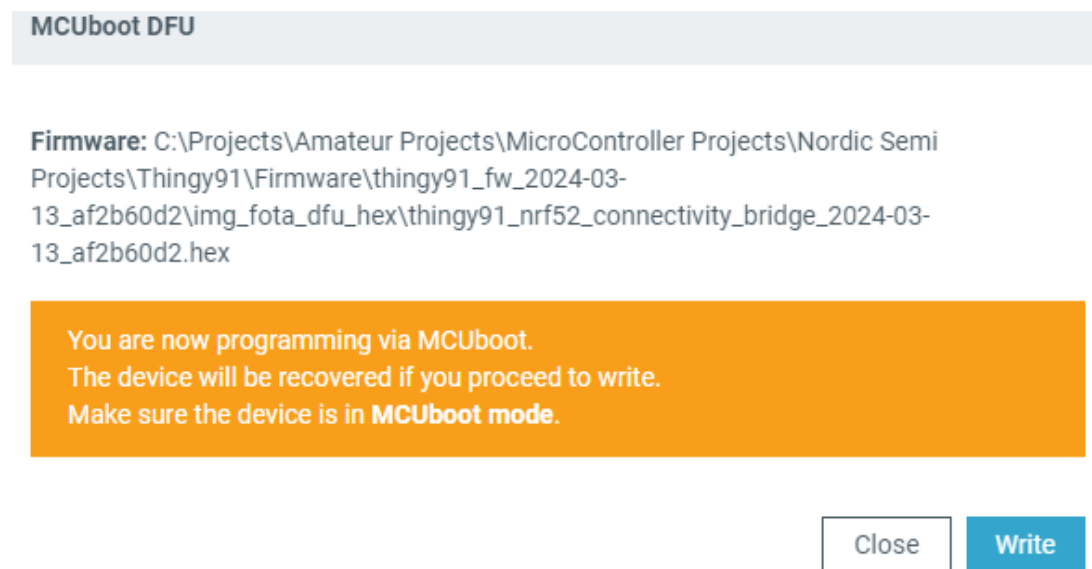 MCUboot DFU
Firmware: C:\Projects\Amateur Projects\MicroController Projects\Nordic Semi
Projects\Thingy91\Firmware\thingy91_fw_2024-03-
13_af2b60d2\img_fota_dfu_hex\thingy91_nrf52_connectivity_bridge_2024-03-
13_af2b60d2.hex
You are now programming via MCUboot.
The device will be recovered if you proceed to write.
Make sure the device is in MCUboot mode.
Close
Write